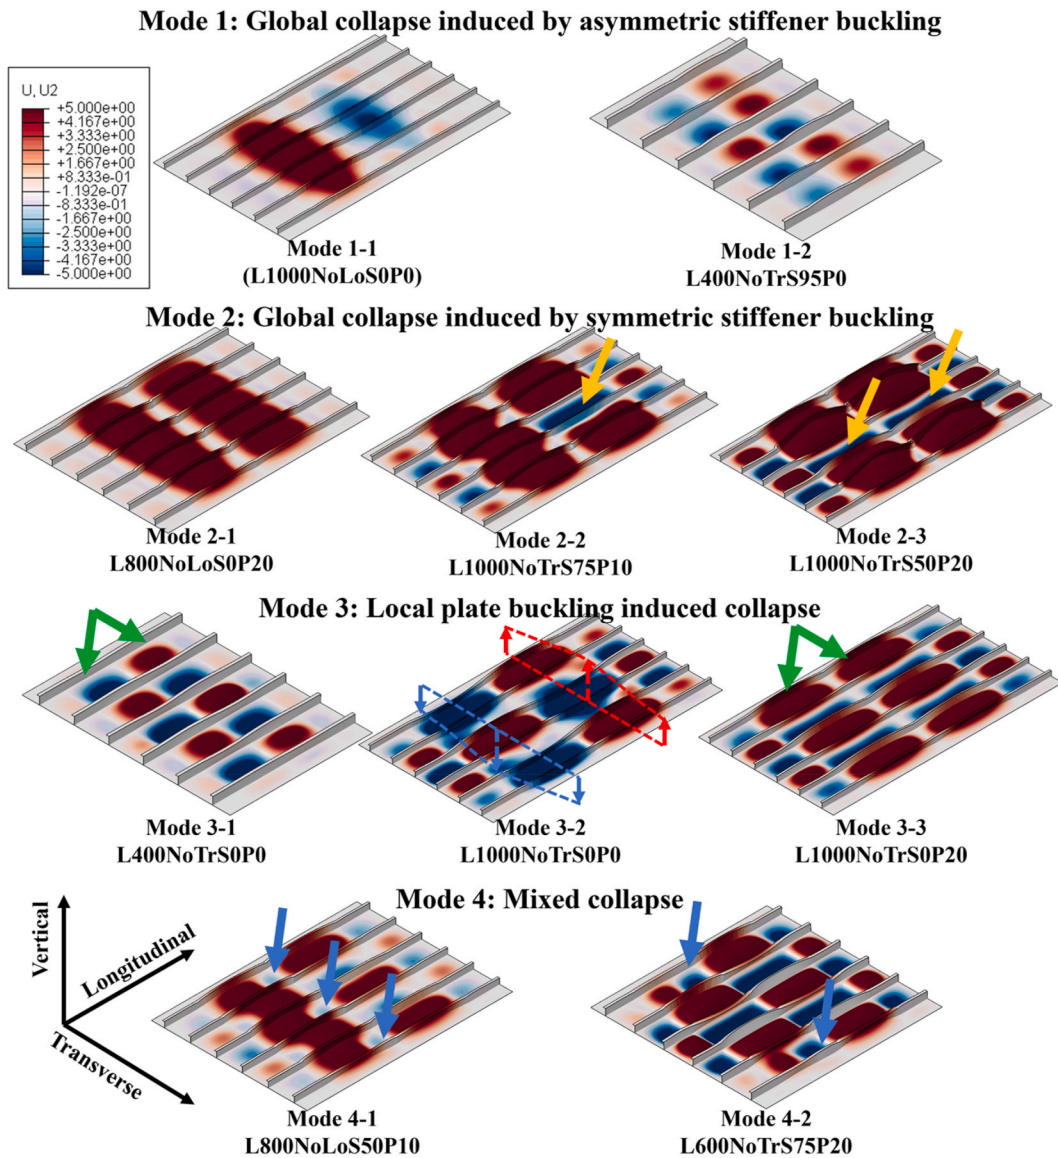 Mode 1: Global collapse induced by asymmetric stiffener buckling
U, U2
+5.000e+00
+4.167e+00
+3.333e+00
+2.500e+00
+1.667e+00
+8.333e-01
-1.192e-07
-8.333e-01
-1.667e+00
-2.500e+00
-3.333e+00
-4.167e+00
-5.000e+00
Mode 1-1
(L1000NoLoS0P0)
Mode 1-2
L400NoTrS95P0
Mode 2: Global collapse induced by symmetric stiffener buckling
Mode 2-1
L800NoLoS0P20
Mode 2-2
L1000NoTrS75P10
Mode 2-3
L1000NoTrS50P20
Mode 3: Local plate buckling induced collapse
Mode 3-1
L400NoTrS0P0
Mode 3-2
L1000NoTrS0P0
Mode 3-3
L1000NoTrS0P20
Mode 4: Mixed collapse
Vertical
Longitudinal
Transverse
Mode 4-1
L800NoLoS50P10
Mode 4-2
L600NoTrS75P20